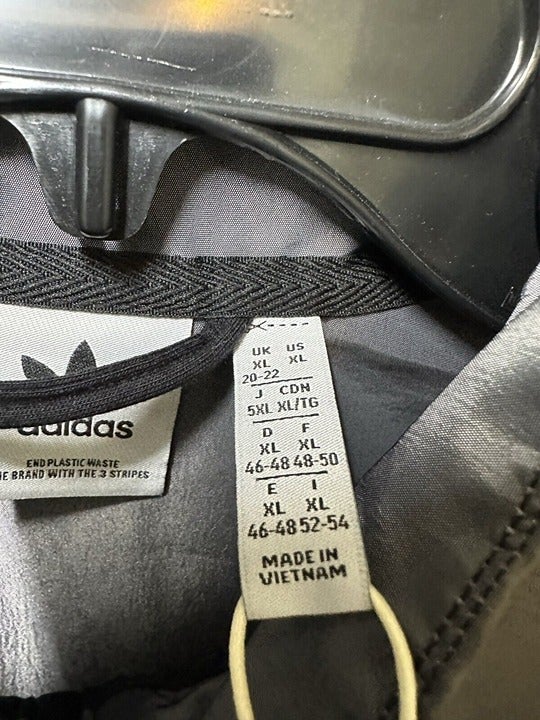 adidas
END PLASTIC WASTE
THE BRAND WITH THE 3 STRIPES
UK US
XL XL
20-22
J CDN
5XL XL/TG
D F
XL XL
46-48 48-50
E I
XL XL
46-48 52-54
MADE IN
VIETNAM